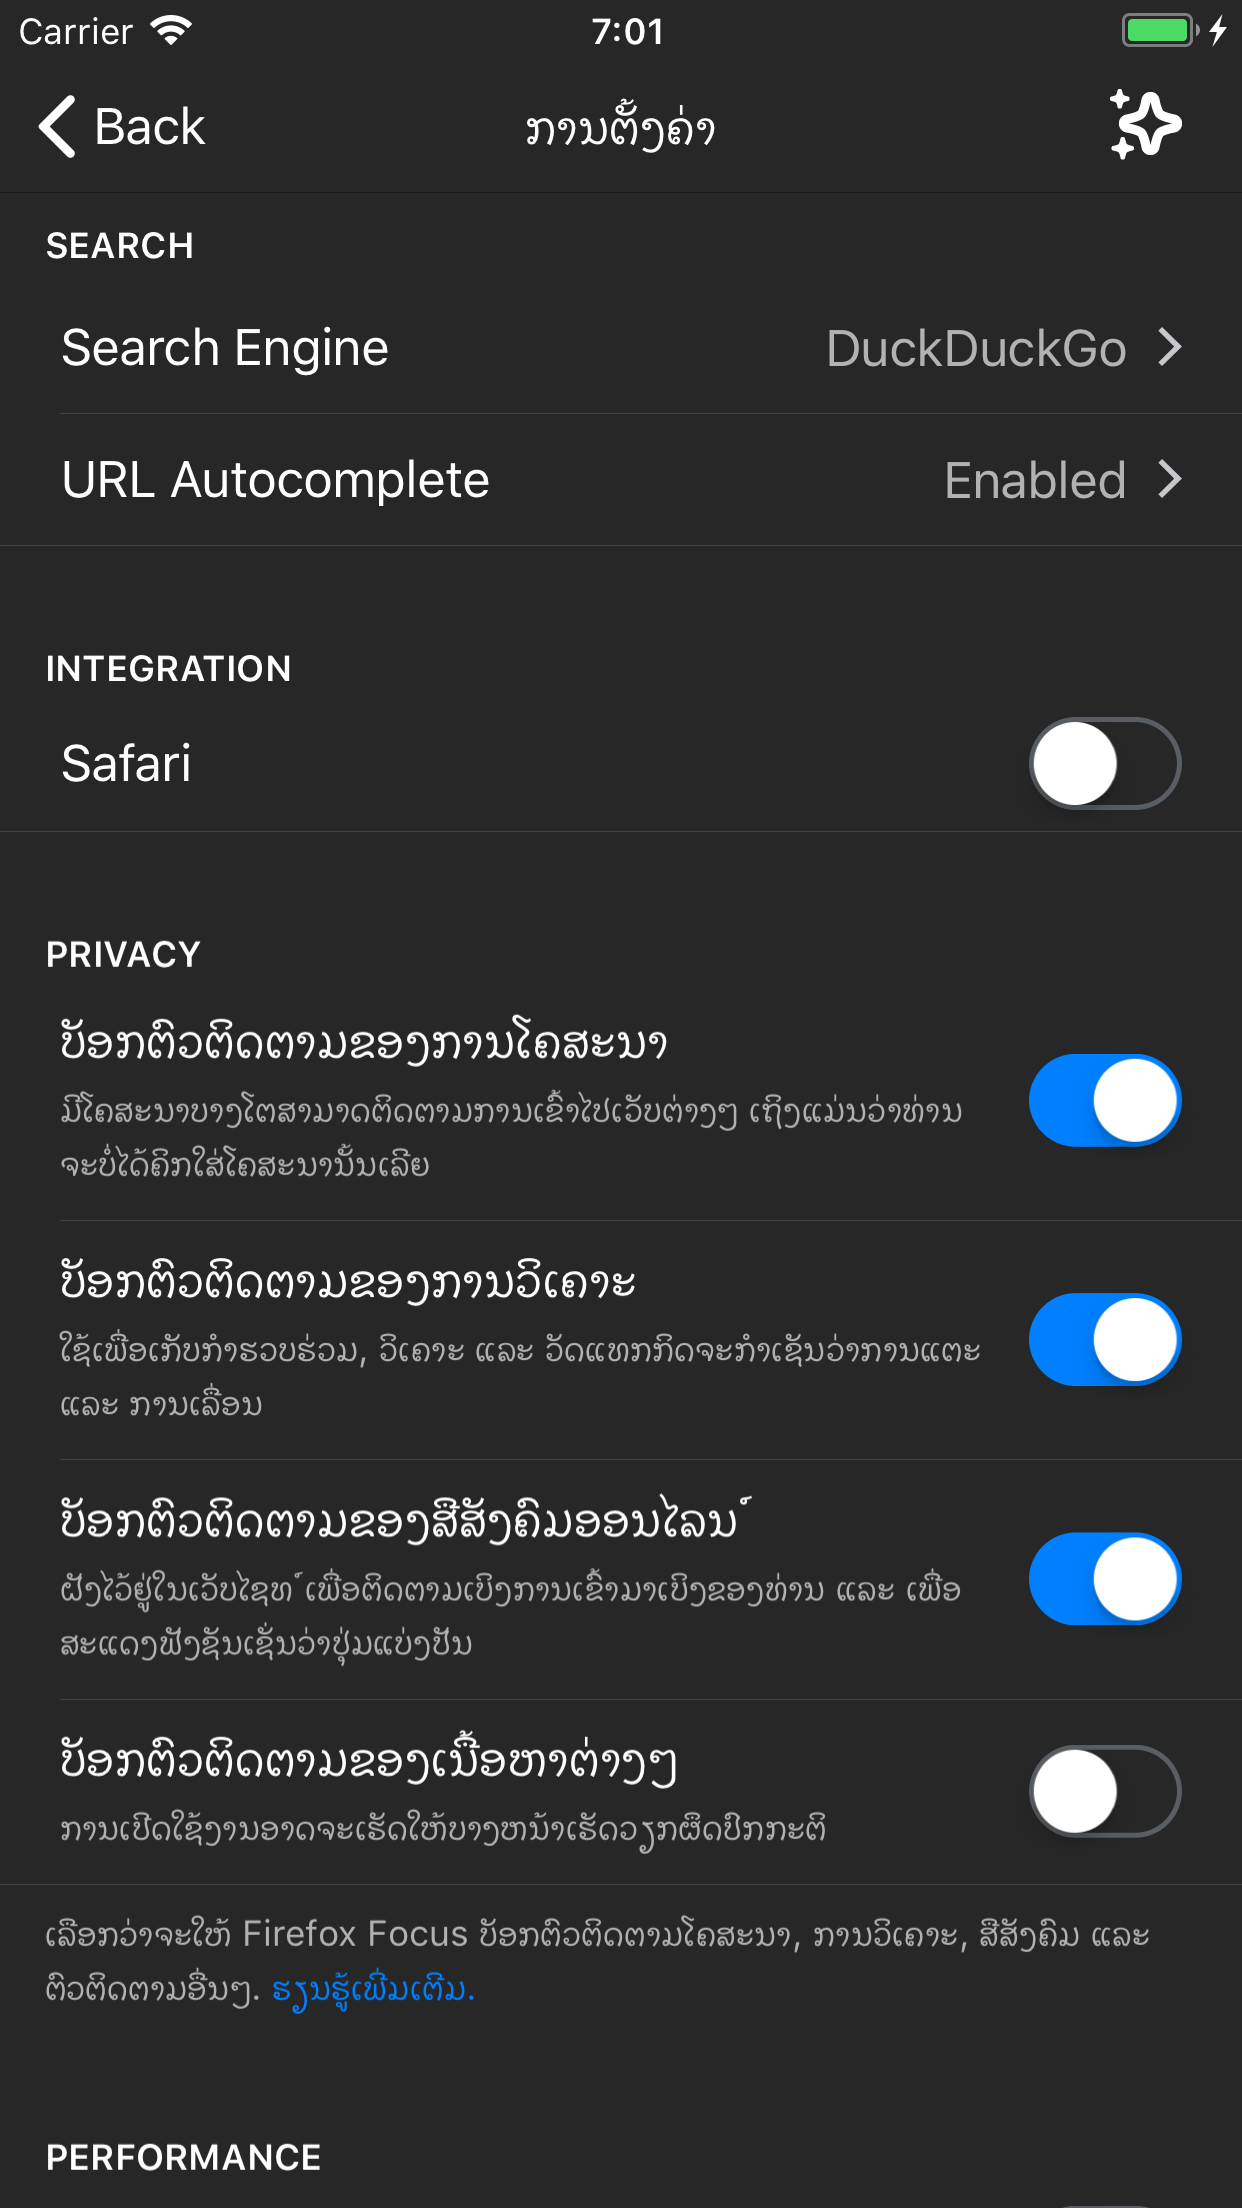 Carrier 7:01
Back ການຕັ້ງຄ່າ
SEARCH
Search Engine DuckDuckGo
URL Autocomplete Enabled
INTEGRATION
Safari
PRIVACY
ບັອກຕົວຕິດຕາມຂອງການໂຄສະນາ
ມີໂຄສະນາບາງໂຕສາມາດຕິດຕາມການເຂົ້າໄປເວັບຕ່າງໆ ເຖິງແມ່ນວ່າທ່ານ
ຈະບໍ່ໄດ້ຄິກໃສ່ໂຄສະນານັ້ນເລີຍ
ບັອກຕົວຕິດຕາມຂອງການວິເຄາະ
ໃຊ້ເພື່ອເກັບກຳຮວບຮ່ວມ, ວິເຄາະ ແລະ ວັດແທກກິດຈະກຳເຊັນວ່າການແຕະ
ແລະ ການເລື່ອນ
ບັອກຕົວຕິດຕາມຂອງສືສັງຄົມອອນໄລນ໌
ຝັງໄວ້ຢູ່ໃນເວັບໄຊທ໌ເພື່ອຕິດຕາມເບິງການເຂົ້າມາເບິງຂອງທ່ານ ແລະ ເພື່ອ
ສະແດງຟັງຊັນເຊັ່ນວ່າປຸ່ມແບ່ງປັນ
ບັອກຕົວຕິດຕາມຂອງເນື້ອຫາຕ່າງໆ
ການເປີດໃຊ້ງານອາດຈະເຮັດໃຫ້ບາງຫນ້າເຮັດວຽກຜິດປົກກະຕິ
ເລືອກວ່າຈະໃຫ້ Firefox Focus ບັອກຕົວຕິດຕາມໂຄສະນາ, ການວິເຄາະ, ສືສັງຄົມ ແລະ
ຕົວຕິດຕາມອື່ນໆ. ຮຽນຮູ້ເພີ່ມເຕີມ.
PERFORMANCE